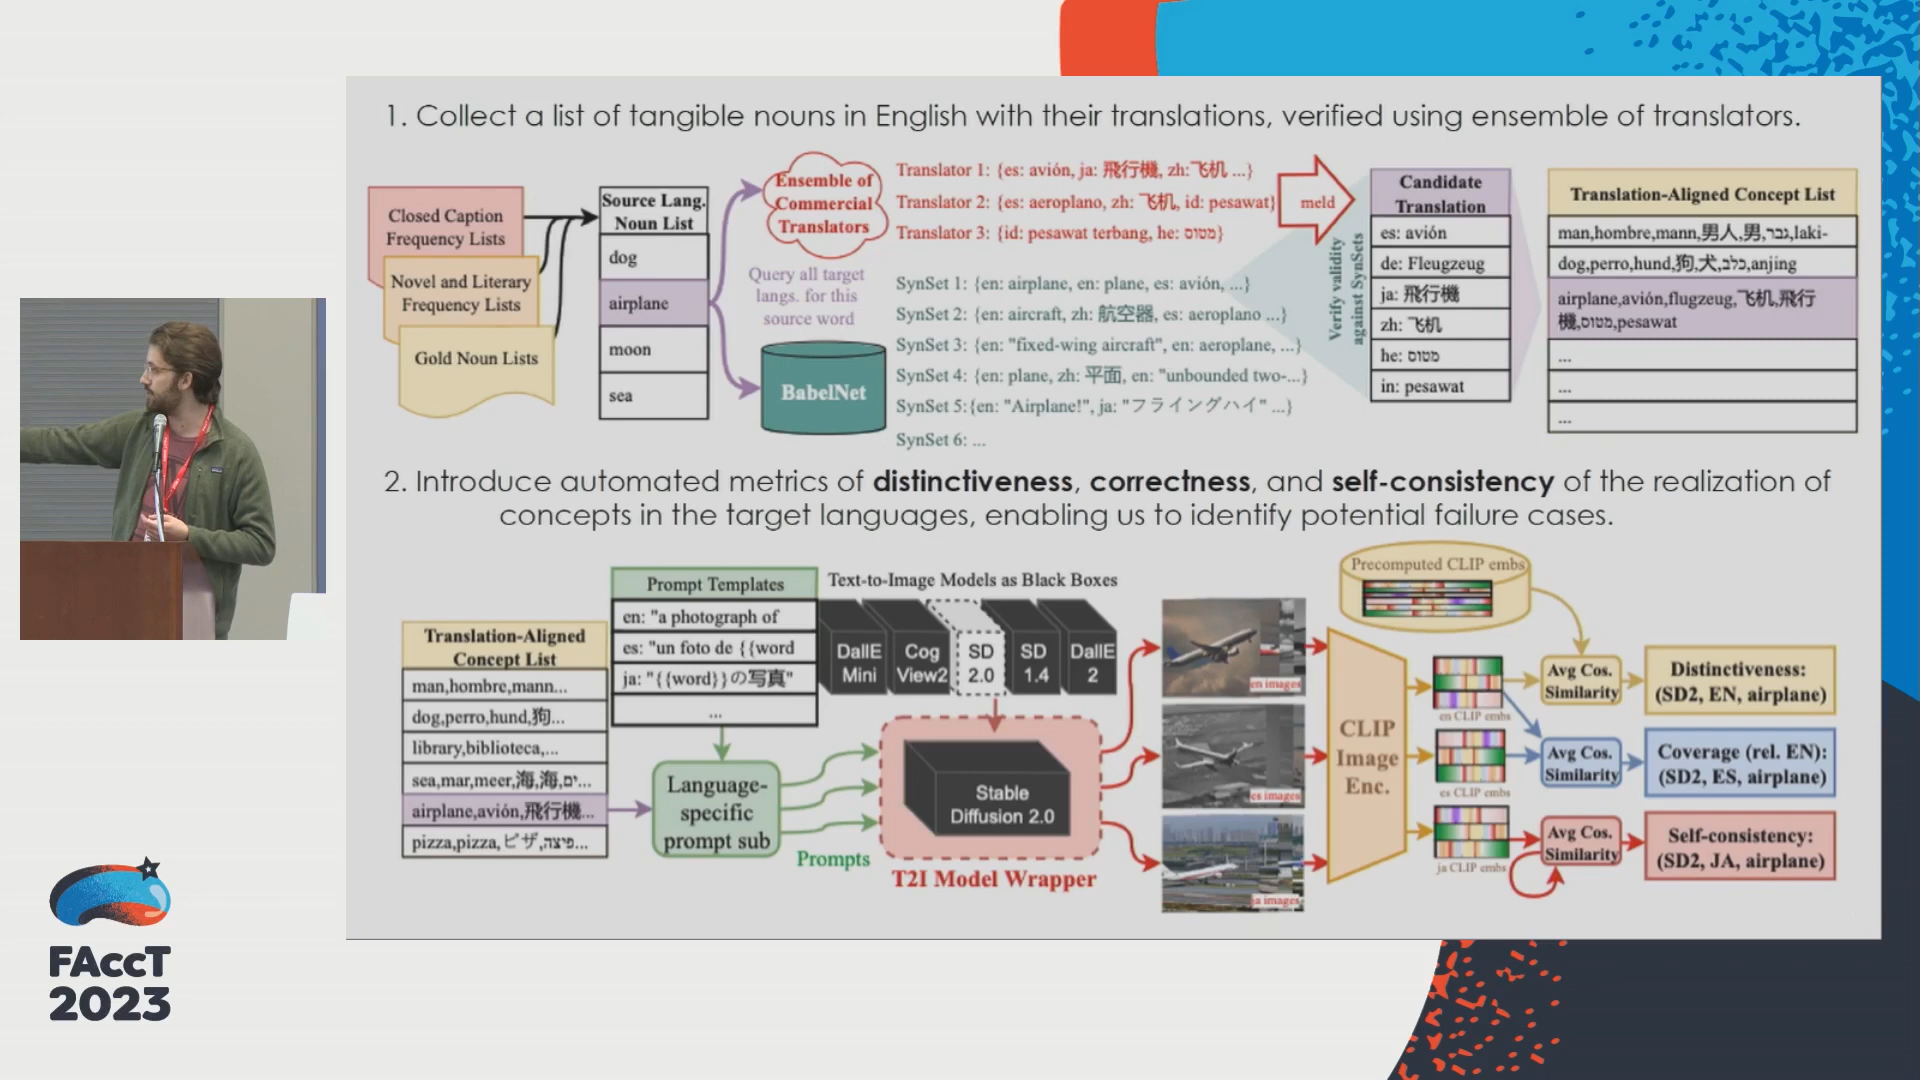 1. Collect a list of tangible nouns in English with their translations, verified using ensemble of translators.
Closed Caption
Frequency Lists
Novel and Literary
Frequency Lists
Gold Noun Lists
Source Lang.
Noun List
dog
airplane
moon
sea
Ensemble of
Commercial
Translators
Query all target
langs. for this
source word
BabelNet
Translator 1: {es: avión, ja: 飛行機, zh:飞机 ...}
Translator 2: {es: aeroplano, zh: 飞机, id: pesawat}
Translator 3: {id: pesawat terbang, he: מטוס}
SynSet 1: {en: airplane, en: plane, es: avión, ...}
SynSet 2: {en: aircraft, zh: 航空器, es: aeroplano ...}
SynSet 3: {en: "fixed-wing aircraft", en: aeroplane, ...}
SynSet 4: {en: plane, zh: 平面, en: "unbounded two-...}
SynSet 5:{en: "Airplane!", ja: "フライングハイ" ...}
SynSet 6: ...
meld
Verify validity
against SynSets
Candidate
Translation
es: avión
de: Fleugzeug
ja: 飛行機
zh: 飞机
he: מטוס
in: pesawat
Translation-Aligned Concept List
man,hombre,mann,男人,男,גבר,laki-
dog,perro,hund,狗,犬,כלב,anjing
airplane,avión,flugzeug,飞机,飛行
機,מטוס,pesawat
...
...
...
2. Introduce automated metrics of distinctiveness, correctness, and self-consistency of the realization of
concepts in the target languages, enabling us to identify potential failure cases.
Translation-Aligned
Concept List
man,hombre,mann...
dog,perro,hund,狗...
library,biblioteca,...
sea,mar,meer,海,海,ים...
airplane,avión,飛行機...
pizza,pizza,ピザ,פיצה...
Prompt Templates
en: "a photograph of
es: "un foto de {{word
ja: "{{word}}の写真"
...
Language-
specific
prompt sub
Prompts
Text-to-Image Models as Black Boxes
DallE
Mini
Cog
View2
SD
2.0
SD
1.4
DallE
2
Stable
Diffusion 2.0
T2I Model Wrapper
en images
es images
ja images
CLIP
Image
Enc.
Precomputed CLIP embs
en CLIP embs
es CLIP embs
ja CLIP embs
Avg Cos.
Similarity
Avg Cos.
Similarity
Avg Cos.
Similarity
Distinctiveness:
(SD2, EN, airplane)
Coverage (rel. EN):
(SD2, ES, airplane)
Self-consistency:
(SD2, JA, airplane)
FAccT
2023